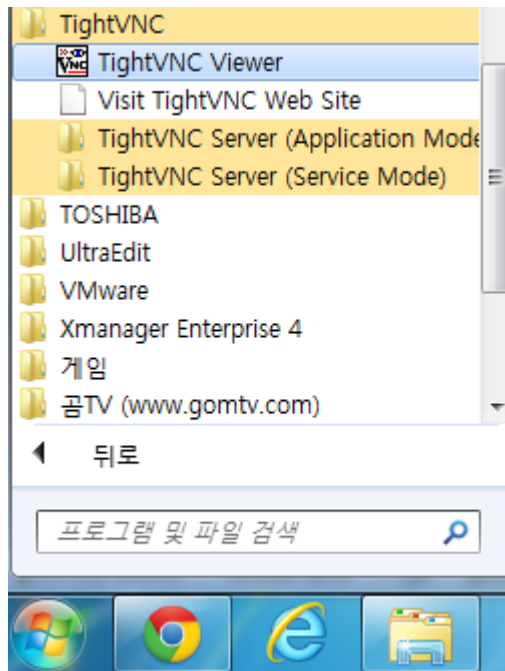 TightVNC
TightVNC Viewer
Visit TightVNC Web Site
TightVNC Server (Application Mode
TightVNC Server (Service Mode)
TOSHIBA
UltraEdit
VMware
Xmanager Enterprise 4
게임
곰TV (www.gomtv.com)
뒤로
프로그램 및 파일 검색